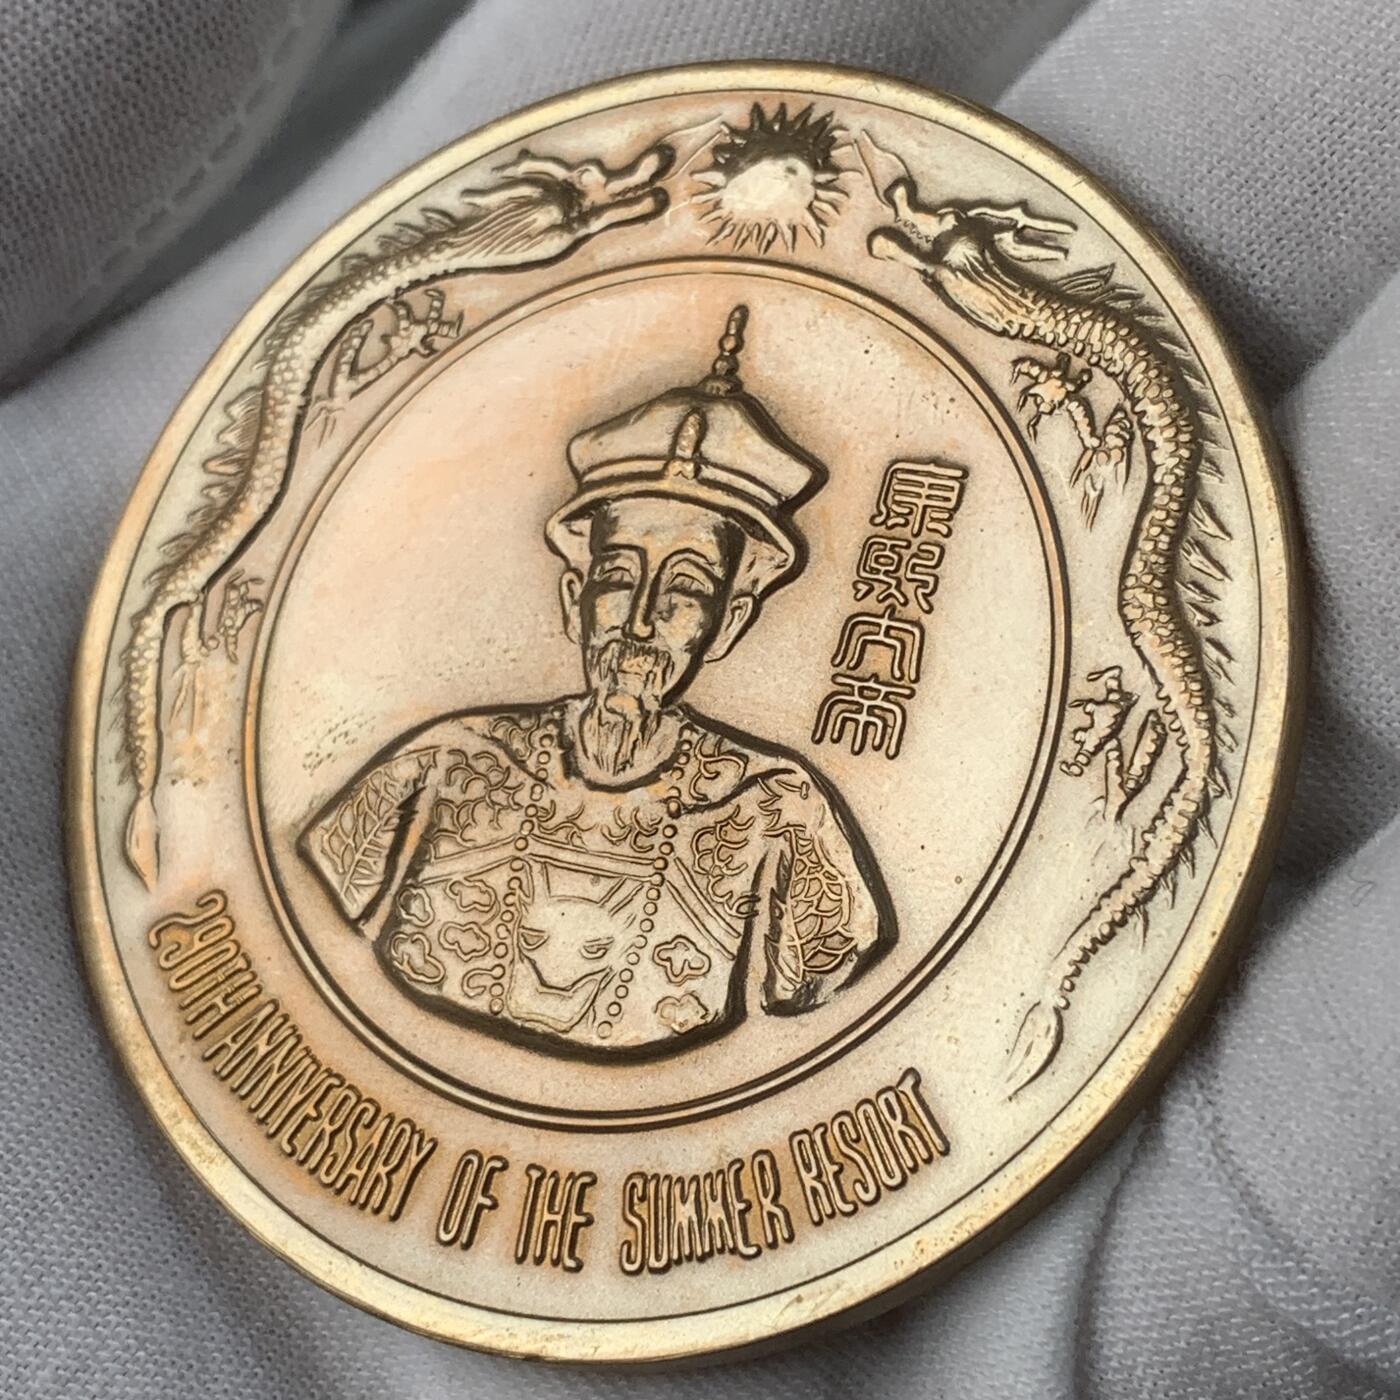 康熙大帝
290TH ANNIVERSARY OF THE SUMMER RESORT